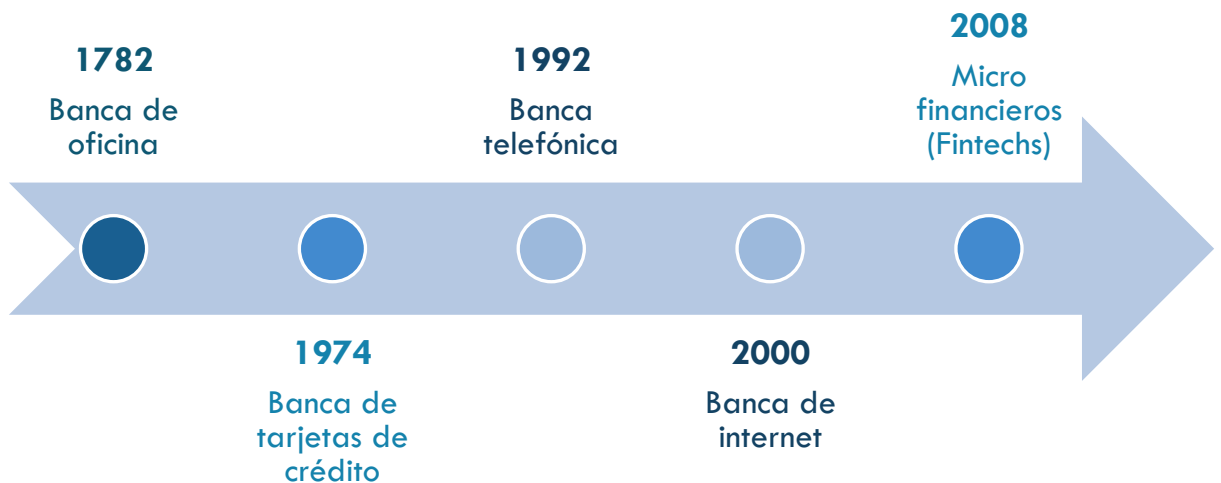 1782
Banca de
oficina
1974
Banca de
tarjetas de
crédito
1992
Banca
telefónica
2000
Banca de
internet
2008
Micro
financieros
(Fintechs)